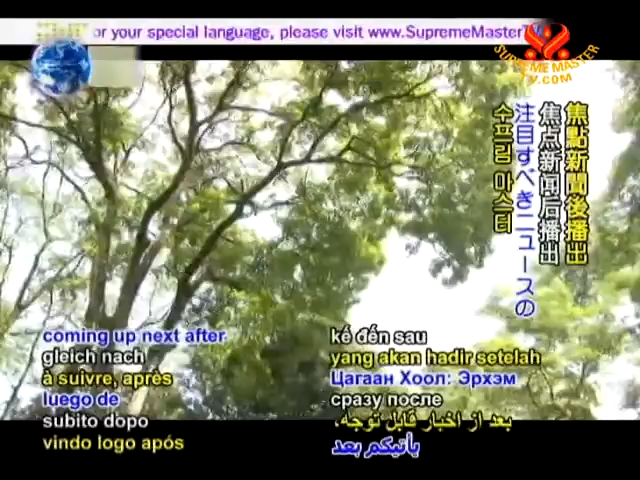 or your special language, please visit www.SupremeMasterTV
SUPREME MASTER
TV.COM
焦點新聞後播出
焦点新闻后播出
注目すべきニュースの
수프림 마스터
coming up next after
gleich nach
à suivre, après
luego de
subito dopo
vindo logo após
kế đến sau
yang akan hadir setelah
Цагаан Хоол: Эрхэм
сразу после
بعد از اخبار قابل توجه،
يأتيكم بعد